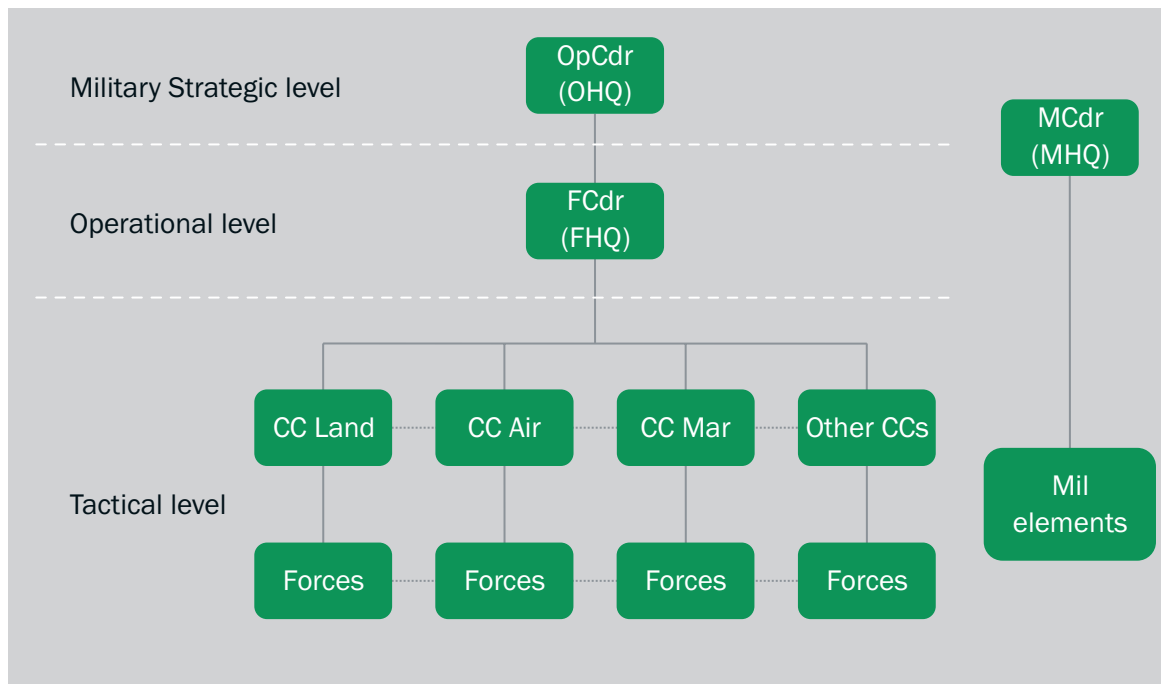 Military Strategic level
OpCdr
(OHQ)
MCdr
(MHQ)
Operational level
FCdr
(FHQ)
CC Land
CC Air
CC Mar
Other CCs
Tactical level
Mil
elements
Forces
Forces
Forces
Forces